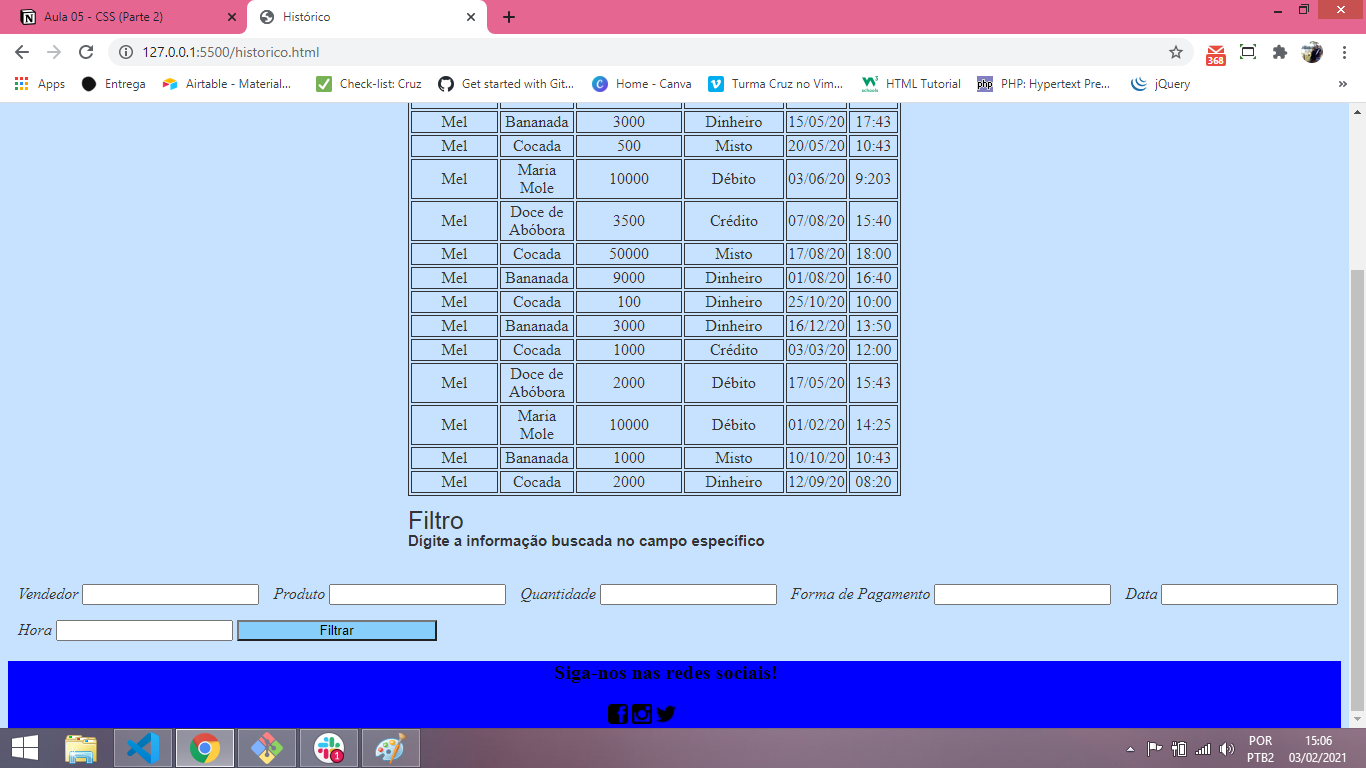 Aula 05 - CSS (Parte 2)
Histórico
127.0.0.1:5500/historico.html
368
Apps
Entrega
Airtable - Material...
Check-list: Cruz
Get started with Git...
Home - Canva
Turma Cruz no Vim...
HTML Tutorial
PHP: Hypertext Pre...
jQuery
»
Mel Bananada 3000 Dinheiro 15/05/20 17:43
Mel Cocada 500 Misto 20/05/20 10:43
Mel Maria Mole 10000 Débito 03/06/20 9:203
Mel Doce de Abóbora 3500 Crédito 07/08/20 15:40
Mel Cocada 50000 Misto 17/08/20 18:00
Mel Bananada 9000 Dinheiro 01/08/20 16:40
Mel Cocada 100 Dinheiro 25/10/20 10:00
Mel Bananada 3000 Dinheiro 16/12/20 13:50
Mel Cocada 1000 Crédito 03/03/20 12:00
Mel Doce de Abóbora 2000 Débito 17/05/20 15:43
Mel Maria Mole 10000 Débito 01/02/20 14:25
Mel Bananada 1000 Misto 10/10/20 10:43
Mel Cocada 2000 Dinheiro 12/09/20 08:20
Filtro
Digite a informação buscada no campo específico
Vendedor Produto Quantidade Forma de Pagamento Data
Hora Filtrar
Siga-nos nas redes sociais!
POR 15:06
PTB2 03/02/2021